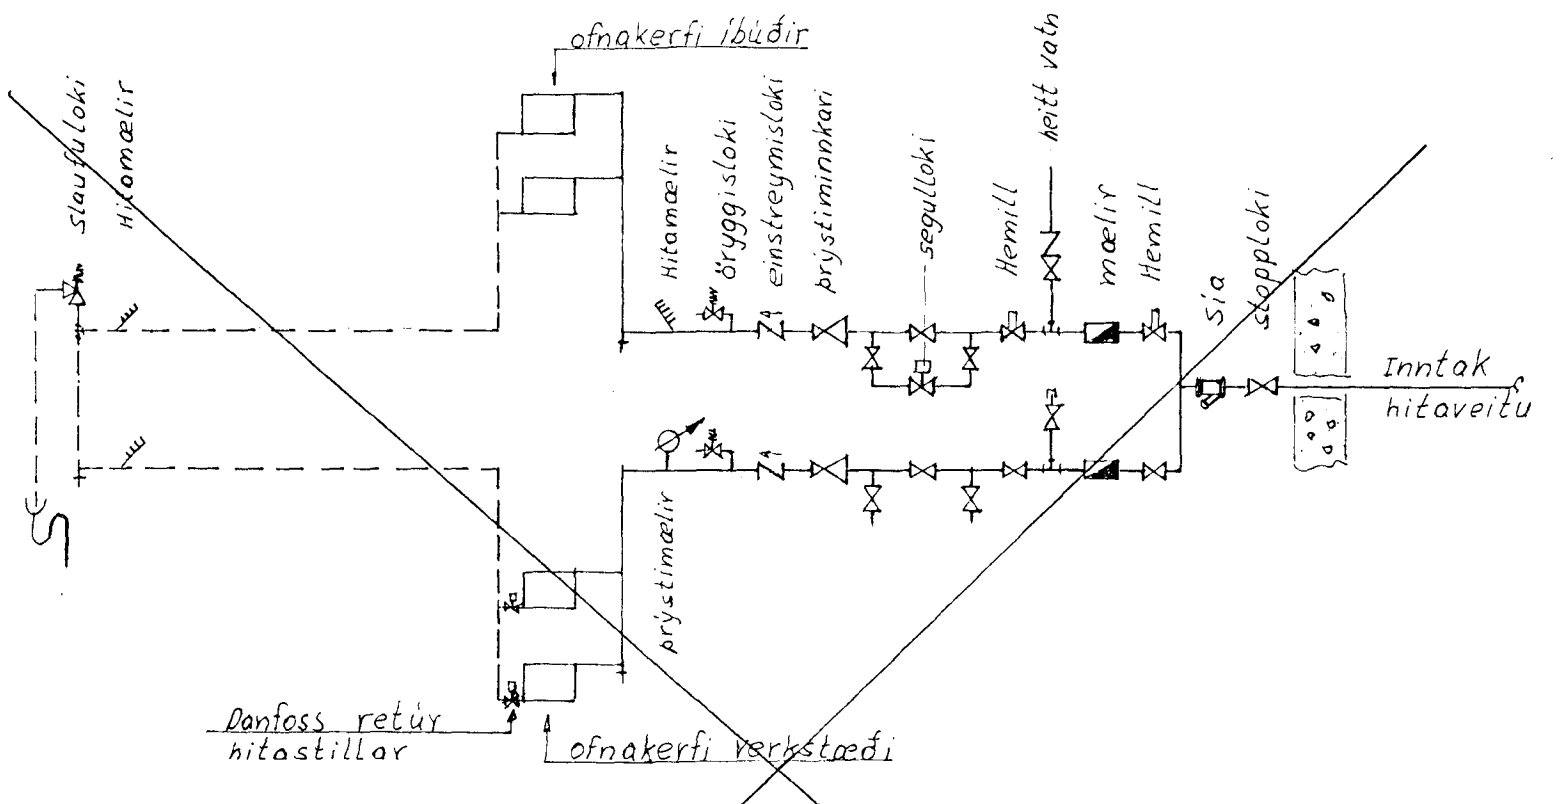 ofnakerfi íbúðir
Slaufuloki
Hitamælir
Hitamælir
öryggisloki
einstreymisloki
þrýstiminnkari
segulloki
Hemill
heitt vatn
mælir
Hemill
Sía
stopploki
Inntak
hitaveitu
þrýstimælir
Danfoss retúr
hitastillar
ofnakerfi verkstæði